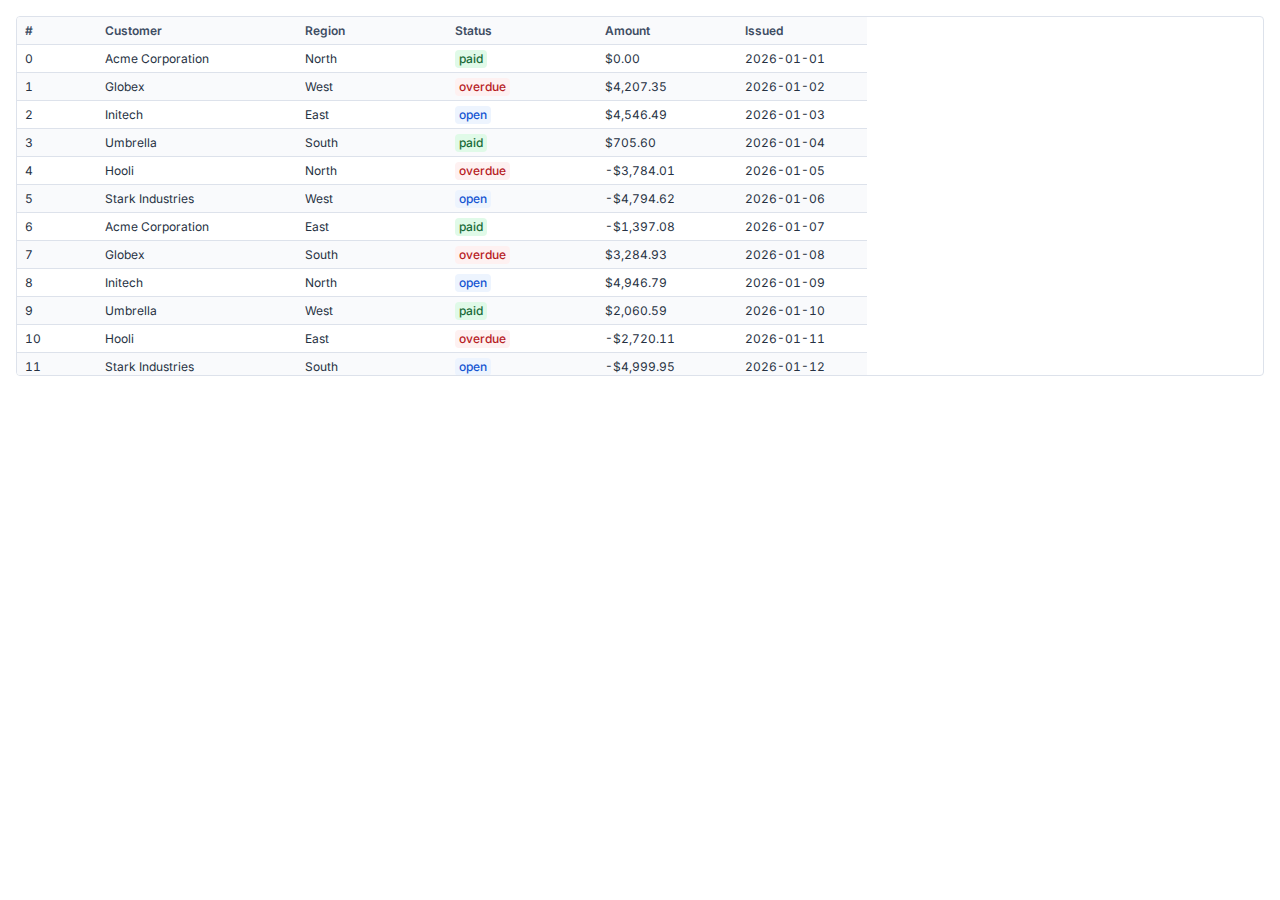 # Customer Region Status Amount Issued
0 Acme Corporation North paid $0.00 2026-01-01
1 Globex West overdue $4,207.35 2026-01-02
2 Initech East open $4,546.49 2026-01-03
3 Umbrella South paid $705.60 2026-01-04
4 Hooli North overdue -$3,784.01 2026-01-05
5 Stark Industries West open -$4,794.62 2026-01-06
6 Acme Corporation East paid -$1,397.08 2026-01-07
7 Globex South overdue $3,284.93 2026-01-08
8 Initech North open $4,946.79 2026-01-09
9 Umbrella West paid $2,060.59 2026-01-10
10 Hooli East overdue -$2,720.11 2026-01-11
11 Stark Industries South open -$4,999.95 2026-01-12